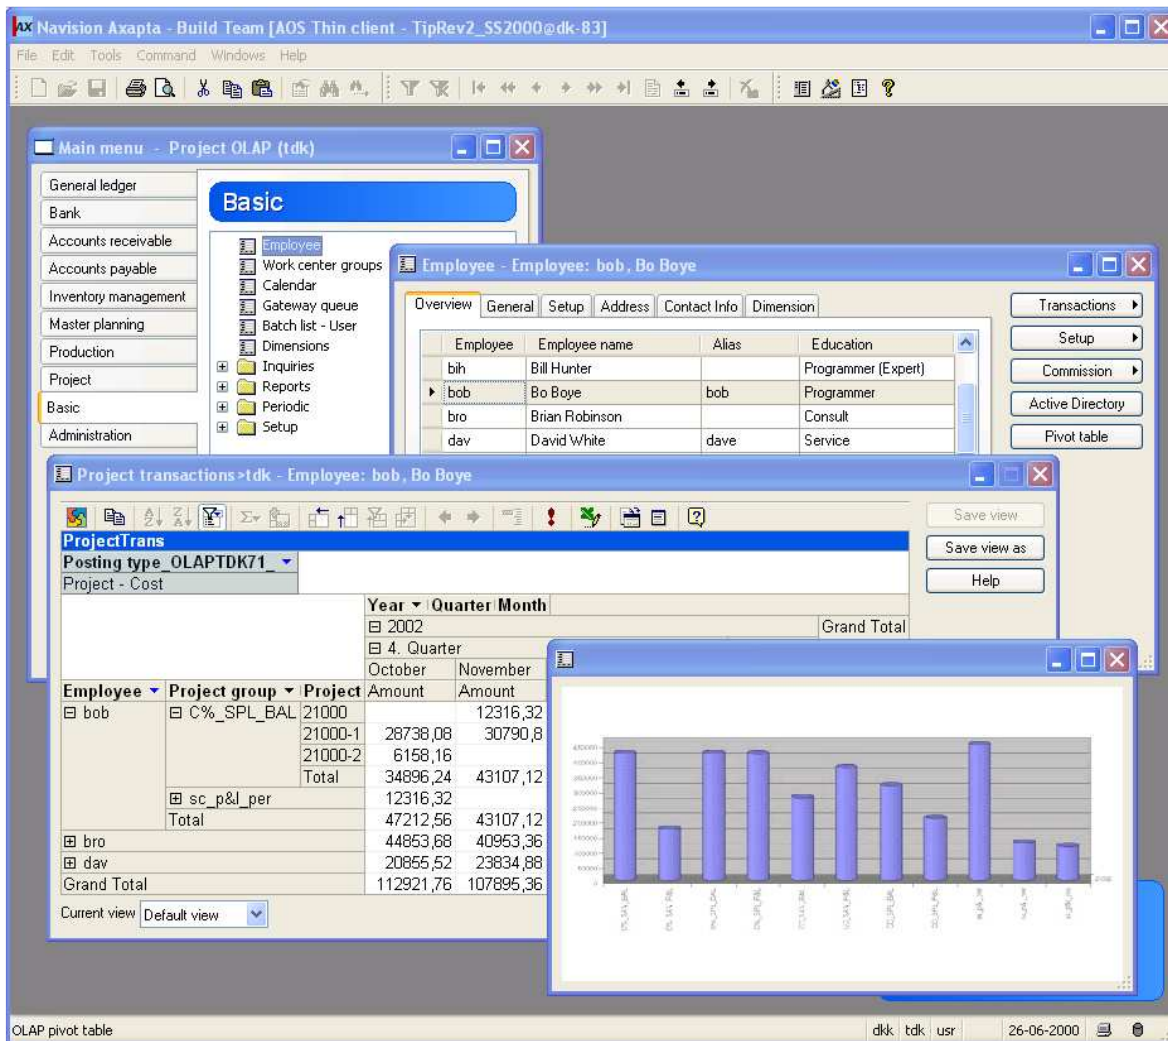 Navision Axapta - Build Team [AOS Thin client - TipRev2_SS2000@dk-83]
File Edit Tools Command Windows Help
Main menu - Project OLAP (tdk)
General ledger
Bank
Accounts receivable
Accounts payable
Inventory management
Master planning
Production
Project
Basic
Administration
Basic
Employee
Work center groups
Calendar
Gateway queue
Batch list - User
Dimensions
Inquiries
Reports
Periodic
Setup
Employee - Employee: bob, Bo Boye
Overview General Setup Address Contact Info Dimension
Employee Employee name Alias Education
bih Bill Hunter Programmer (Expert)
bob Bo Boye bob Programmer
bro Brian Robinson Consult
dav David White dave Service
Transactions
Setup
Commission
Active Directory
Pivot table
Project transactions>tdk - Employee: bob, Bo Boye
ProjectTrans
Posting type_OLAPTDK71_
Project - Cost
Year Quarter Month
2002 Grand Total
4. Quarter
October November
Employee Project group Project Amount Amount
bob C%_SPL_BAL 21000 12316,32
21000-1 28738,08 30790,8
21000-2 6158,16
Total 34896,24 43107,12
sc_p&l_per 12316,32
Total 47212,56 43107,12
bro 44853,68 40953,36
dav 20855,52 23834,88
Grand Total 112921,76 107895,36
Current view Default view
Save view
Save view as
Help
OLAP pivot table
dkk tdk usr 26-06-2000